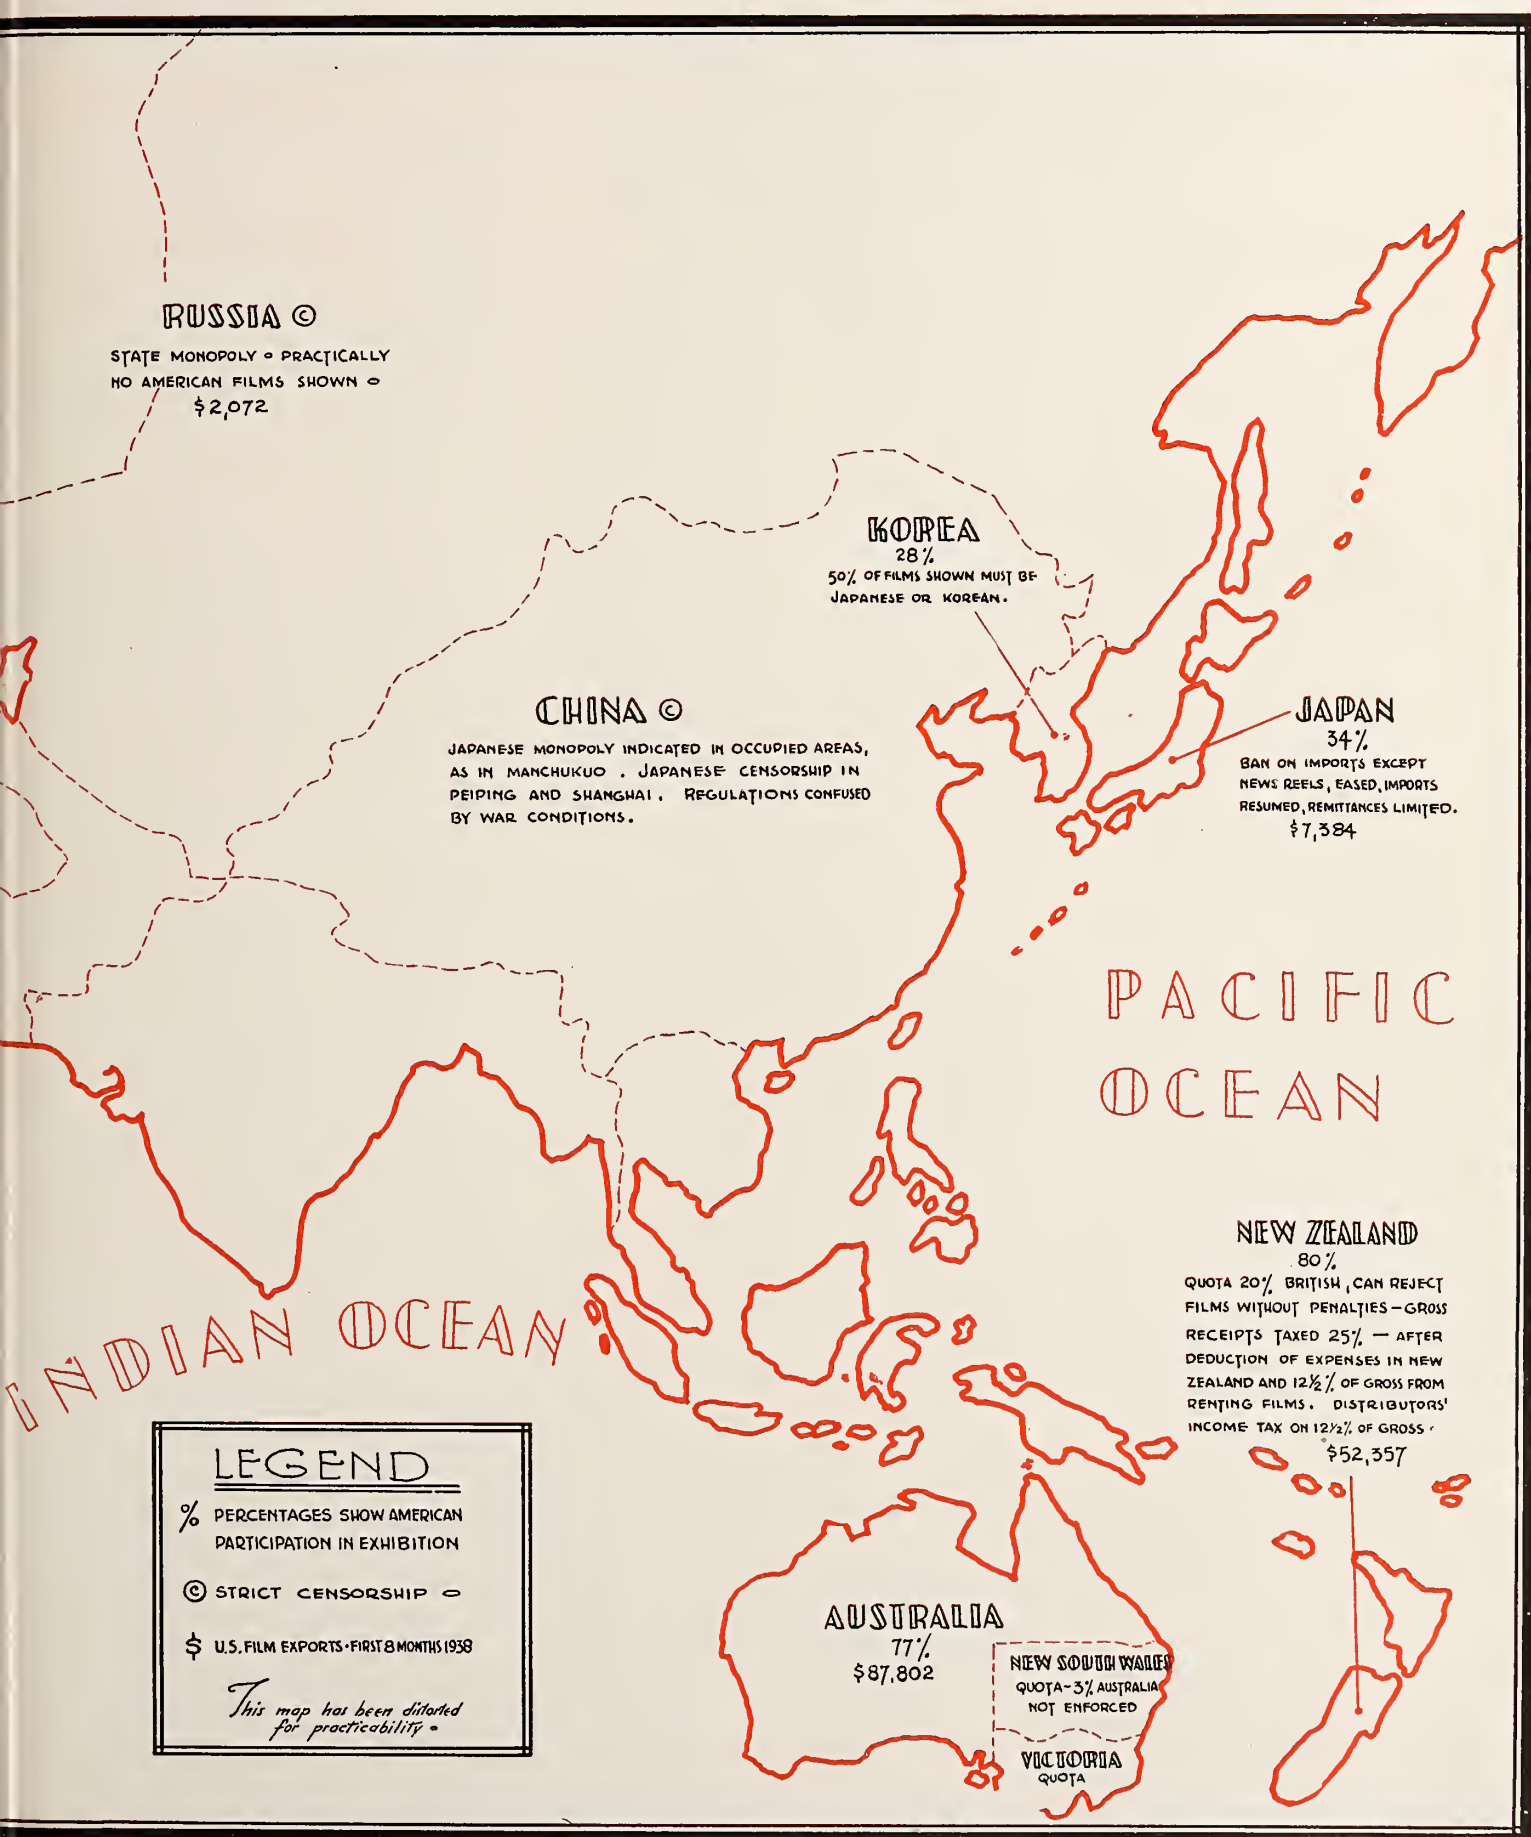 RUSSIA ©
STATE MONOPOLY • PRACTICALLY
NO AMERICAN FILMS SHOWN •
$2,072
KOREA
28%
50% OF FILMS SHOWN MUST BE
JAPANESE OR KOREAN.
CHINA ©
JAPANESE MONOPOLY INDICATED IN OCCUPIED AREAS,
AS IN MANCHUKUO . JAPANESE CENSORSHIP IN
PEIPING AND SHANGHAI . REGULATIONS CONFUSED
BY WAR CONDITIONS.
JAPAN
34%
BAN ON IMPORTS EXCEPT
NEWS REELS, EASED, IMPORTS
RESUMED, REMITTANCES LIMITED.
$7,384
PACIFIC
OCEAN
INDIAN OCEAN
NEW ZEALAND
80%
QUOTA 20% BRITISH, CAN REJECT
FILMS WITHOUT PENALTIES – GROSS
RECEIPTS TAXED 25% — AFTER
DEDUCTION OF EXPENSES IN NEW
ZEALAND AND 12½% OF GROSS FROM
RENTING FILMS. DISTRIBUTORS'
INCOME TAX ON 12½% OF GROSS.
$52,357
AUSTRALIA
77%
$87,802
NEW SOUTH WALES
QUOTA - 3% AUSTRALIA
NOT ENFORCED
VICTORIA
QUOTA
LEGEND
% PERCENTAGES SHOW AMERICAN
PARTICIPATION IN EXHIBITION
© STRICT CENSORSHIP •
$ U.S. FILM EXPORTS • FIRST 8 MONTHS 1938
This map has been distorted
for practicability •